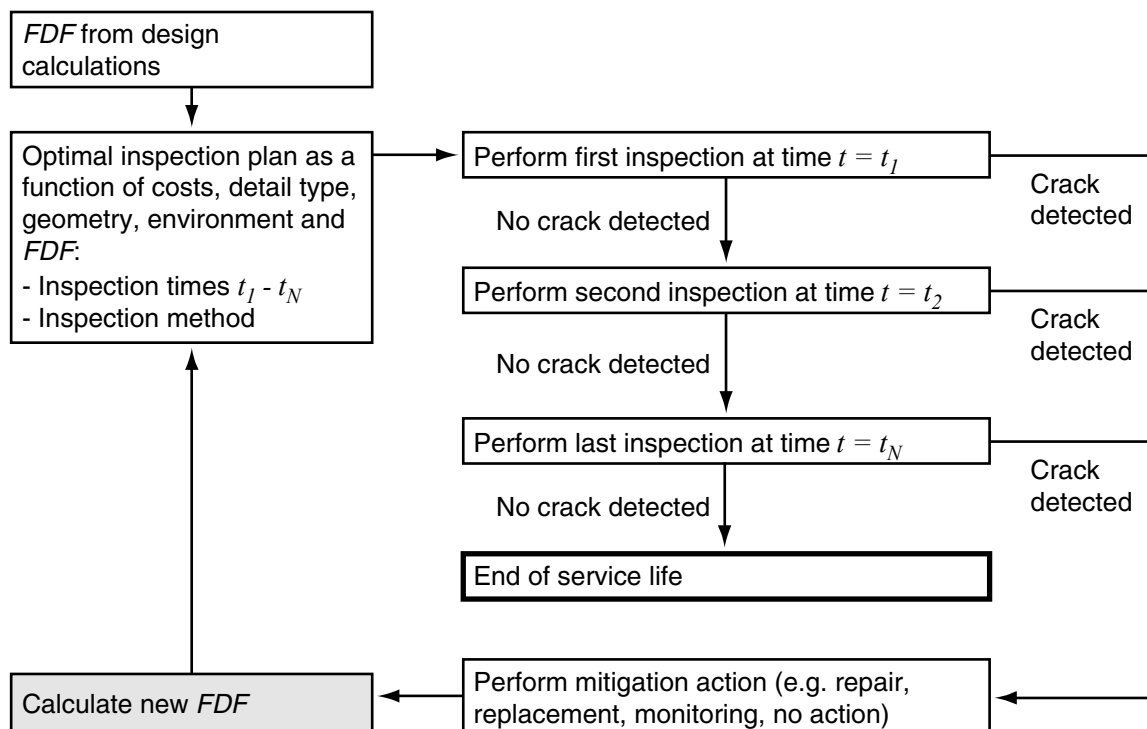 FDF from design
calculations
Optimal inspection plan as a
function of costs, detail type,
geometry, environment and
FDF:
- Inspection times t1 - tN
- Inspection method
Perform first inspection at time t = t1
Crack
detected
No crack detected
Perform second inspection at time t = t2
Crack
detected
No crack detected
Perform last inspection at time t = tN
Crack
detected
No crack detected
End of service life
Perform mitigation action (e.g. repair,
replacement, monitoring, no action)
Calculate new FDF